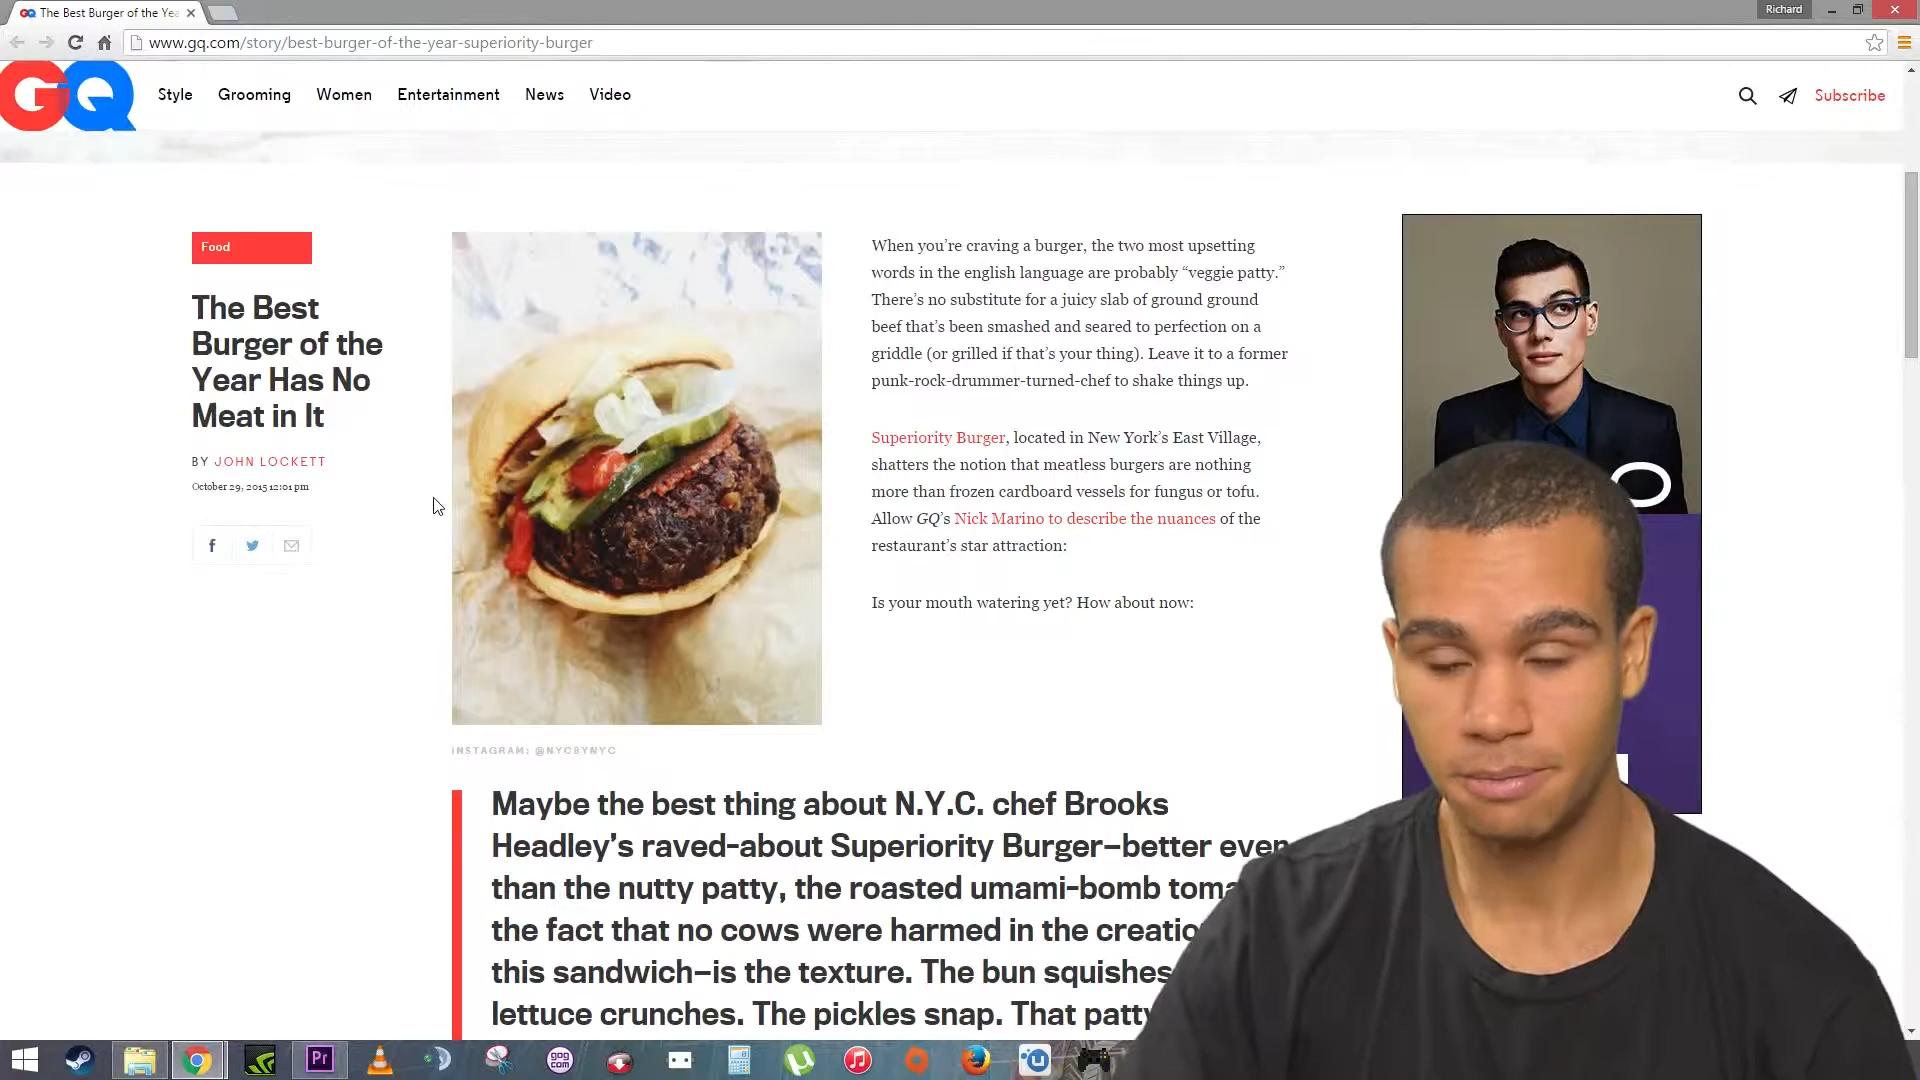 The Best Burger of the Yea
Richard
www.gq.com/story/best-burger-of-the-year-superiority-burger
GQ
Style Grooming Women Entertainment News Video
Subscribe
Food
The Best
Burger of the
Year Has No
Meat in It
BY JOHN LOCKETT
October 29, 2015 12:01 pm
When you're craving a burger, the two most upsetting
words in the english language are probably “veggie patty.”
There's no substitute for a juicy slab of ground ground
beef that's been smashed and seared to perfection on a
griddle (or grilled if that's your thing). Leave it to a former
punk-rock-drummer-turned-chef to shake things up.
Superiority Burger, located in New York's East Village,
shatters the notion that meatless burgers are nothing
more than frozen cardboard vessels for fungus or tofu.
Allow GQ's Nick Marino to describe the nuances of the
restaurant's star attraction:
Is your mouth watering yet? How about now:
INSTAGRAM: @NYCBYNYC
Maybe the best thing about N.Y.C. chef Brooks
Headley's raved-about Superiority Burger—better even
than the nutty patty, the roasted umami-bomb toma
the fact that no cows were harmed in the creatio
this sandwich—is the texture. The bun squishes
lettuce crunches. The pickles snap. That patty
Pr
gog
com